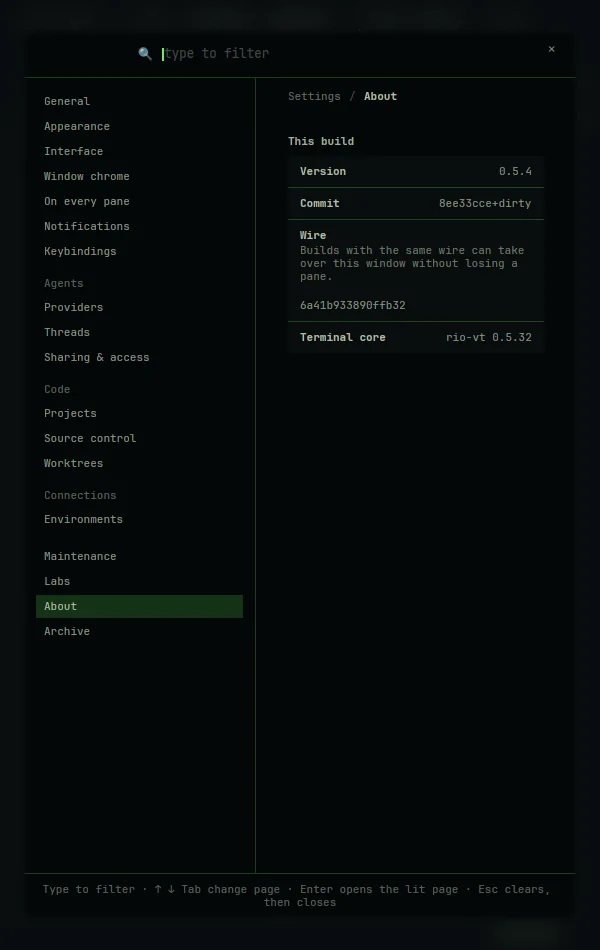 type to filter
×
General
Appearance
Interface
Window chrome
On every pane
Notifications
Keybindings
Agents
Providers
Threads
Sharing & access
Code
Projects
Source control
Worktrees
Connections
Environments
Maintenance
Labs
About
Archive
Settings / About
This build
Version 0.5.4
Commit 8ee33cce+dirty
Wire
Builds with the same wire can take
over this window without losing a
pane.
6a41b933890ffb32
Terminal core rio-vt 0.5.32
Type to filter · ↑ ↓ Tab change page · Enter opens the lit page · Esc clears,
then closes